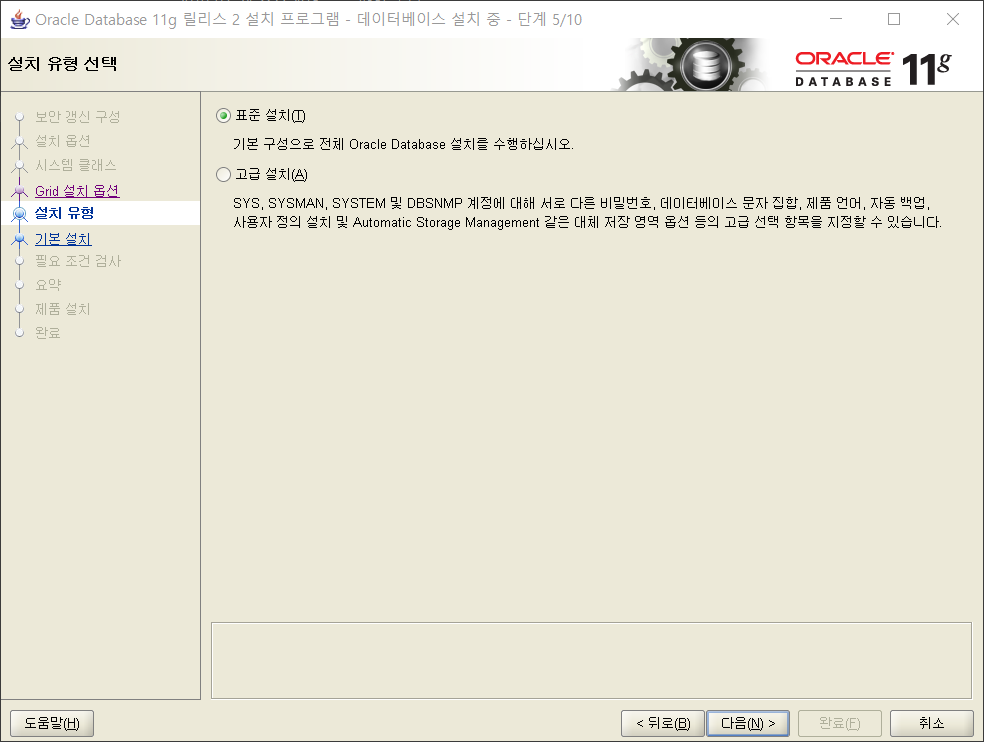 Oracle Database 11g 릴리스 2 설치 프로그램 - 데이터베이스 설치 중 - 단계 5/10
설치 유형 선택
ORACLE
DATABASE
11g
보안 갱신 구성
설치 옵션
시스템 클래스
Grid 설치 옵션
설치 유형
기본 설치
필요 조건 검사
요약
제품 설치
완료
표준 설치(T)
기본 구성으로 전체 Oracle Database 설치를 수행하십시오.
고급 설치(A)
SYS, SYSMAN, SYSTEM 및 DBSNMP 계정에 대해 서로 다른 비밀번호, 데이터베이스 문자 집합, 제품 언어, 자동 백업,
사용자 정의 설치 및 Automatic Storage Management 같은 대체 저장 영역 옵션 등의 고급 선택 항목을 지정할 수 있습니다.
도움말(H)
< 뒤로(B)
다음(N) >
완료(F)
취소